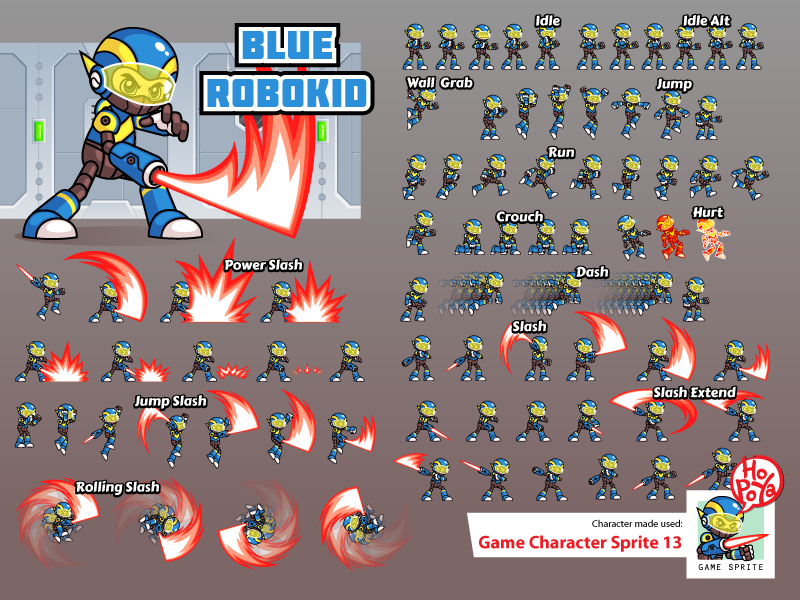 BLUE
ROBOKID
Idle
Idle Alt
Wall Grab
Jump
Run
Crouch
Hurt
Power Slash
Dash
Slash
Jump Slash
Slash Extend
Rolling Slash
HoPoYo
Character made used:
Game Character Sprite 13
GAME SPRITE